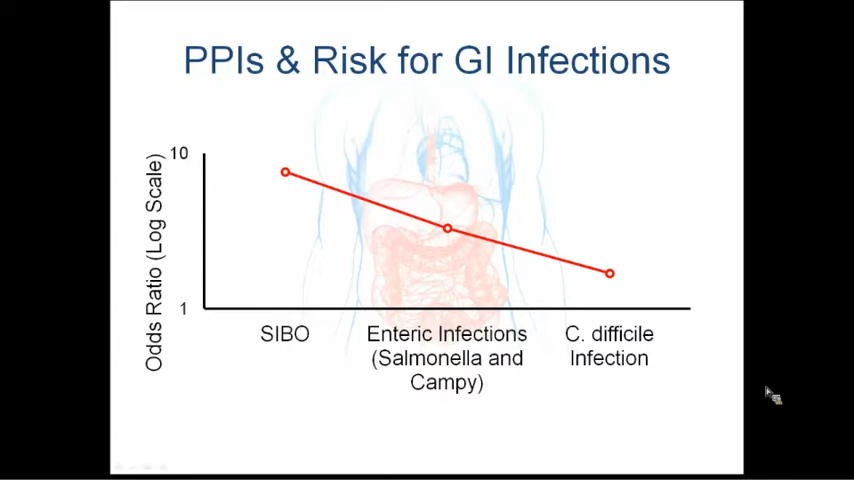 PPIs & Risk for GI Infections
Odds Ratio (Log Scale)
10
1
SIBO
Enteric Infections
(Salmonella and
Campy)
C. difficile
Infection